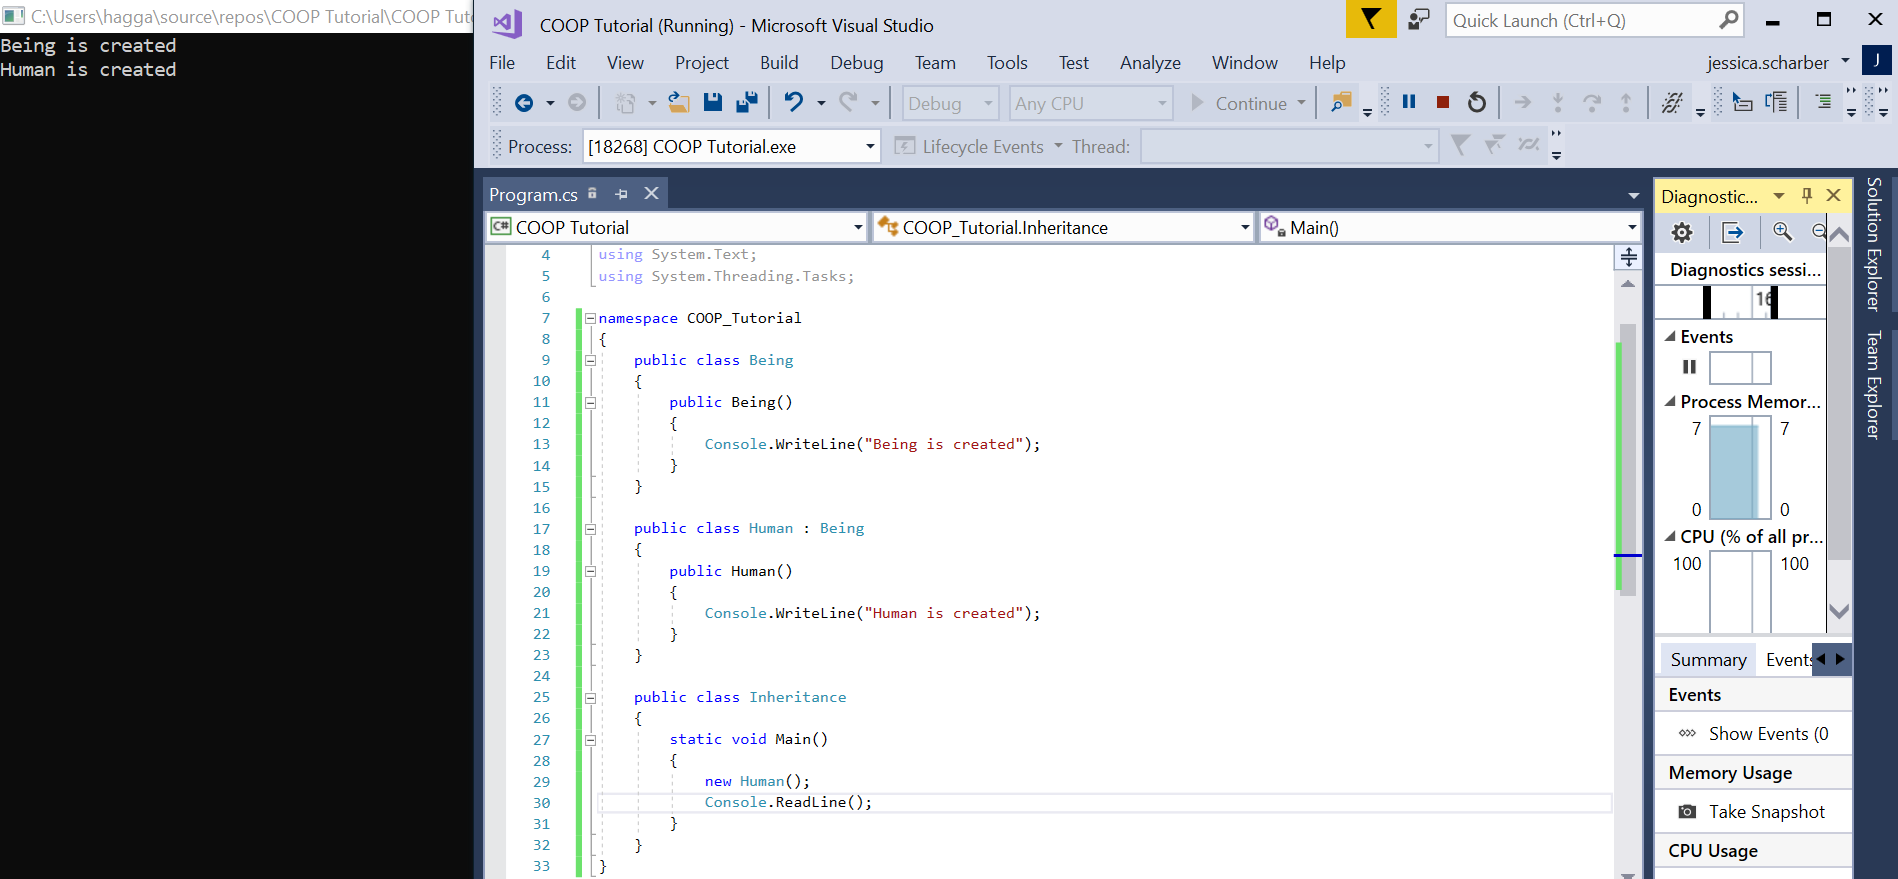 C:\Users\hagga\source\repos\COOP Tutorial\COOP Tut
Being is created
Human is created
COOP Tutorial (Running) - Microsoft Visual Studio
Quick Launch (Ctrl+Q)
File Edit View Project Build Debug Team Tools Test Analyze Window Help
jessica.scharber J
Debug Any CPU Continue
Process: [18268] COOP Tutorial.exe Lifecycle Events Thread:
Program.cs
C# COOP Tutorial COOP_Tutorial.Inheritance Main()
4 using System.Text;
5 using System.Threading.Tasks;
6
7 namespace COOP_Tutorial
8 {
9 public class Being
10 {
11 public Being()
12 {
13 Console.WriteLine("Being is created");
14 }
15 }
16
17 public class Human : Being
18 {
19 public Human()
20 {
21 Console.WriteLine("Human is created");
22 }
23 }
24
25 public class Inheritance
26 {
27 static void Main()
28 {
29 new Human();
30 Console.ReadLine();
31 }
32 }
33 }
Diagnostic...
Diagnostics sessi...
16
Events
Process Memor...
7 7
0 0
CPU (% of all pr...
100 100
Summary Events
Events
Show Events (0
Memory Usage
Take Snapshot
CPU Usage
Solution Explorer
Team Explorer